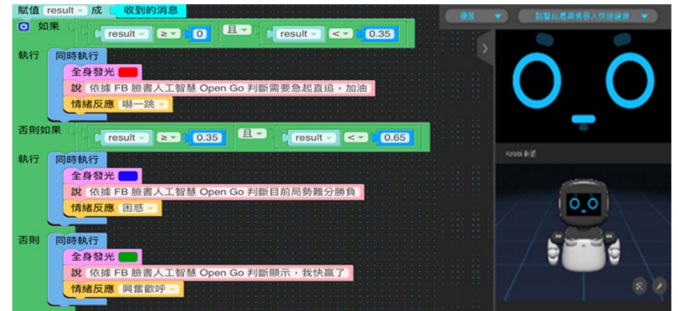 賦值 result 成 收到的消息
如果 result ≥ 0 且 result < 0.35
執行 同時執行
全身發光
說 依據 FB 臉書人工智慧 Open Go 判斷需要急起直追，加油
情緒反應 嚇一跳
否則如果 result ≥ 0.35 且 result < 0.65
執行 同時執行
全身發光
說 依據 FB 臉書人工智慧 Open Go 判斷目前局勢難分勝負
情緒反應 困惑
否則 同時執行
全身發光
說 依據 FB 臉書人工智慧 Open Go 判斷顯示，我快贏了
情緒反應 興奮歡呼